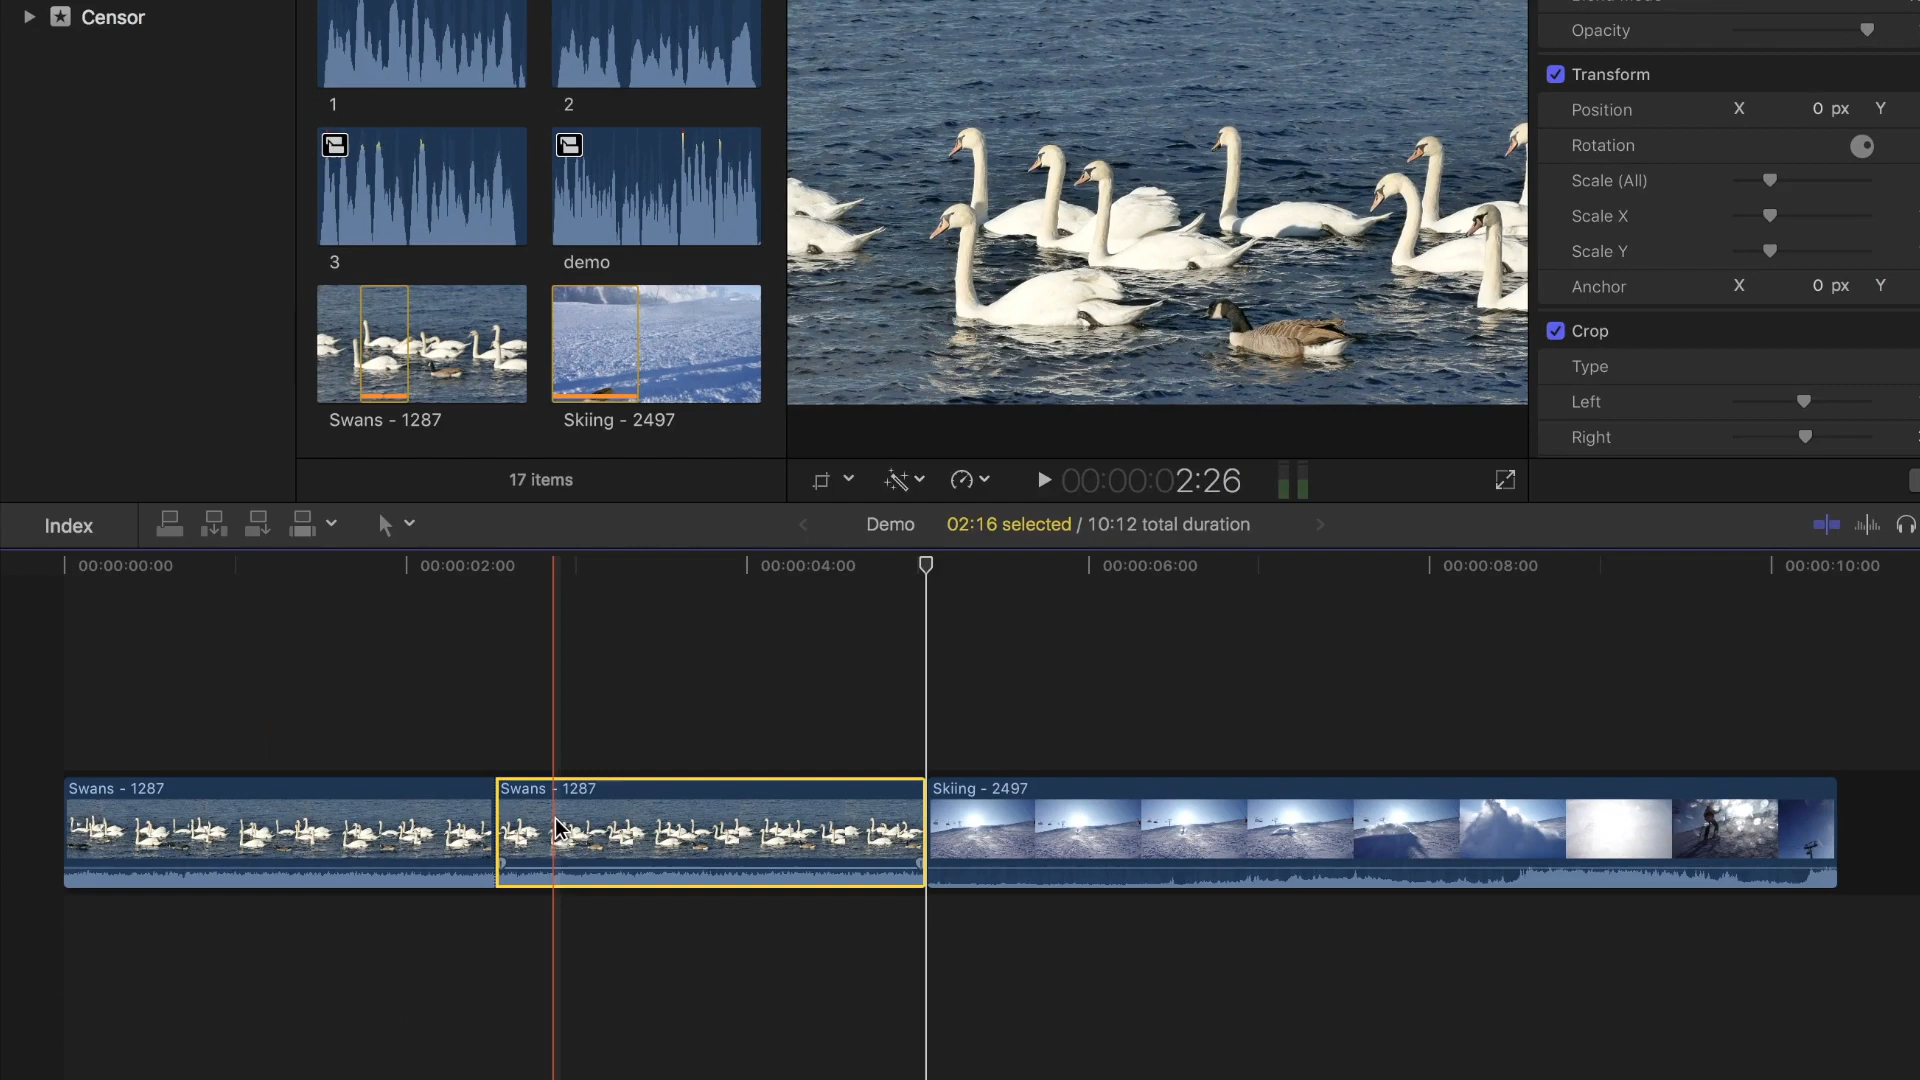 Censor
1
2
3
demo
Swans - 1287
Skiing - 2497
17 items
Opacity
Transform
Position X 0 px Y
Rotation
Scale (All)
Scale X
Scale Y
Anchor X 0 px Y
Crop
Type
Left
Right
00:00:02:26
Index
Demo 02:16 selected / 10:12 total duration
00:00:00:00
00:00:02:00
00:00:04:00
00:00:06:00
00:00:08:00
00:00:10:00
Swans - 1287
Swans - 1287
Skiing - 2497